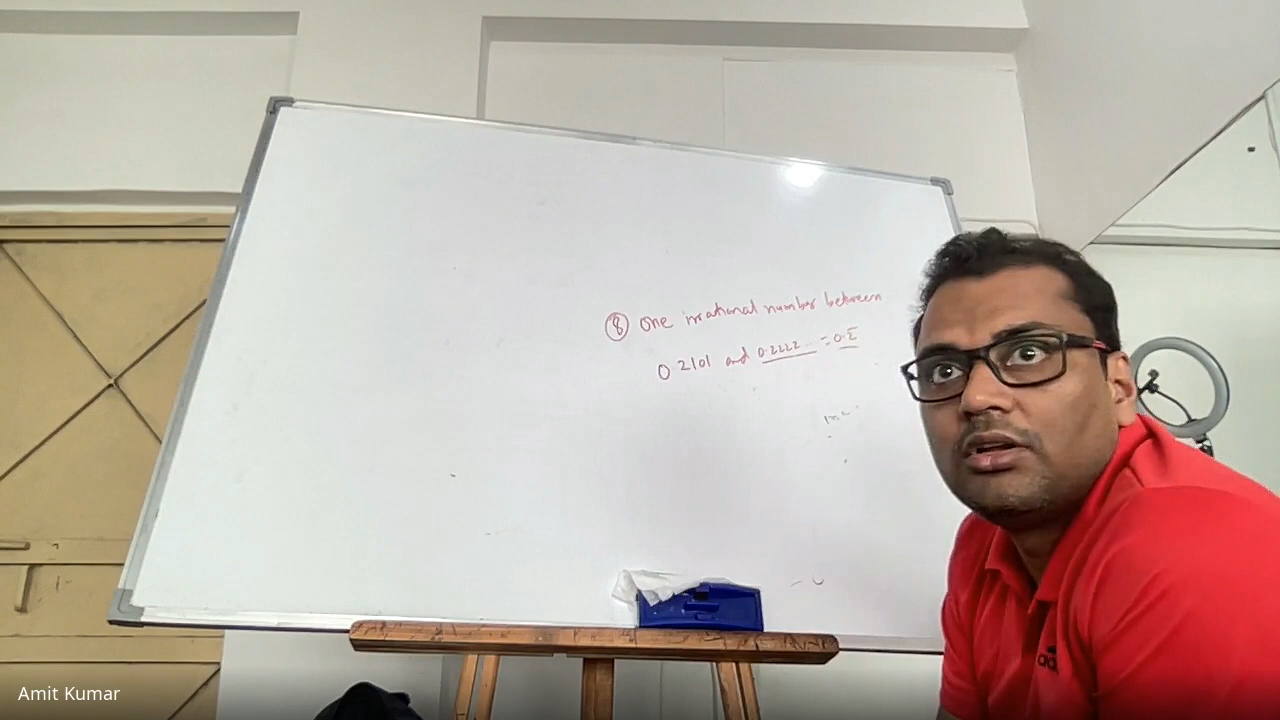 ⑧ One irrational number between
0.2101 and 0.2222... = 0.2̅
Amit Kumar